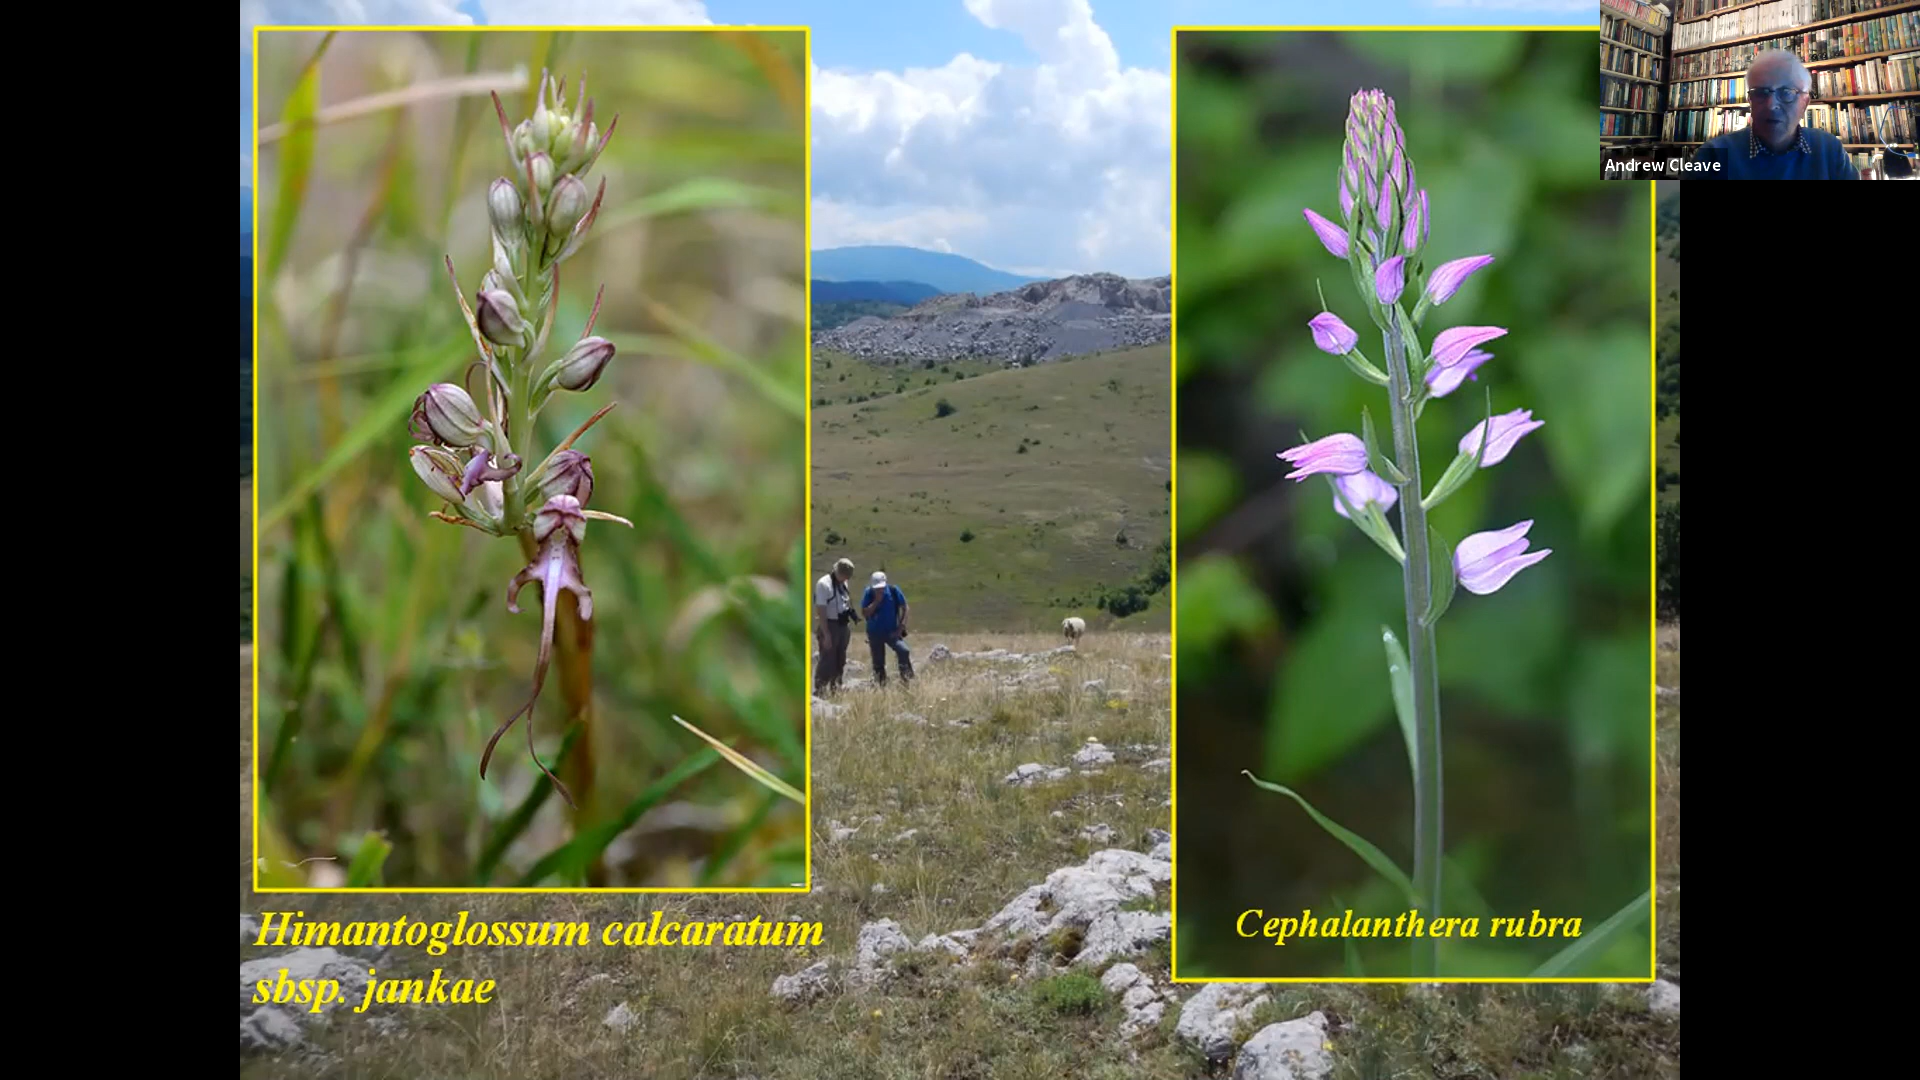 Andrew Cleave
Himantoglossum calcaratum
sbsp. jankae
Cephalanthera rubra